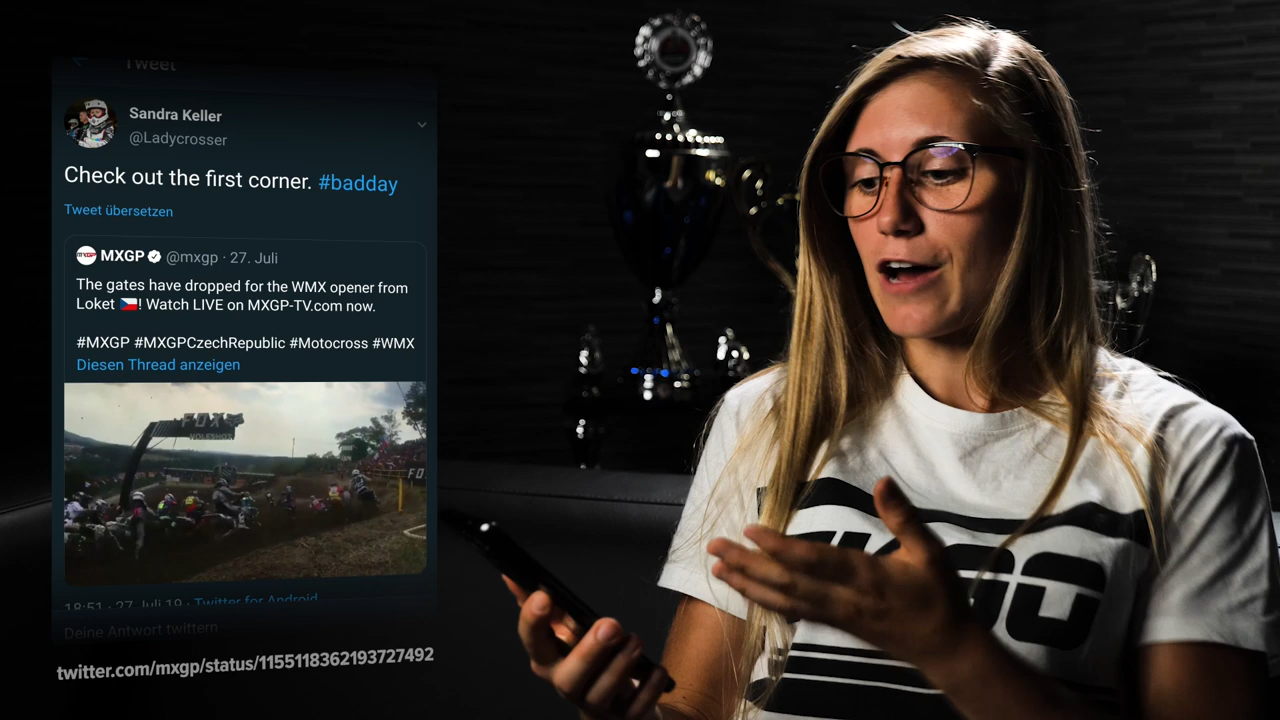 Tweet
Sandra Keller
@Ladycrosser
Check out the first corner. #badday
Tweet übersetzen
MXGP @mxgp · 27. Juli
The gates have dropped for the WMX opener from
Loket 🇨🇿! Watch LIVE on MXGP-TV.com now.
#MXGP #MXGPCzechRepublic #Motocross #WMX
Diesen Thread anzeigen
FOX
HOLESHOT
FO
18:51 · 27. Juli 19 · Twitter for Android
Deine Antwort twittern
twitter.com/mxgp/status/1155118362193727492